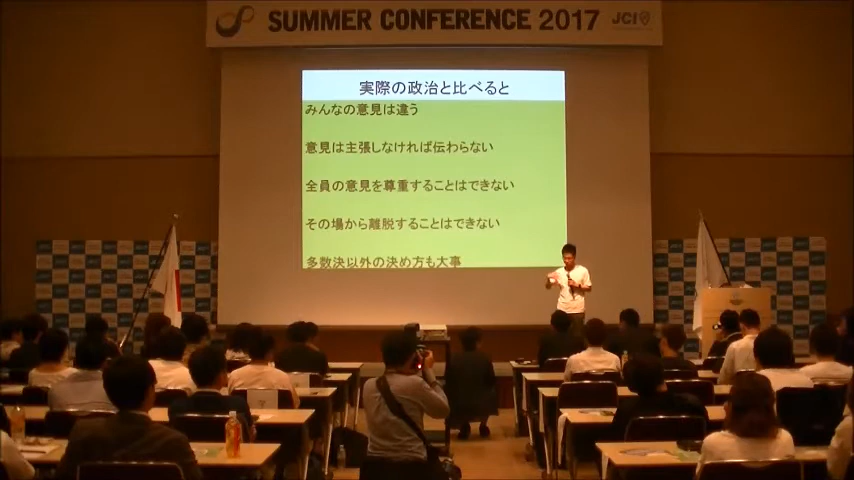 SUMMER CONFERENCE 2017
JCI
実際の政治と比べると
みんなの意見は違う
意見は主張しなければ伝わらない
全員の意見を尊重することはできない
その場から離脱することはできない
多数決以外の決め方も大事